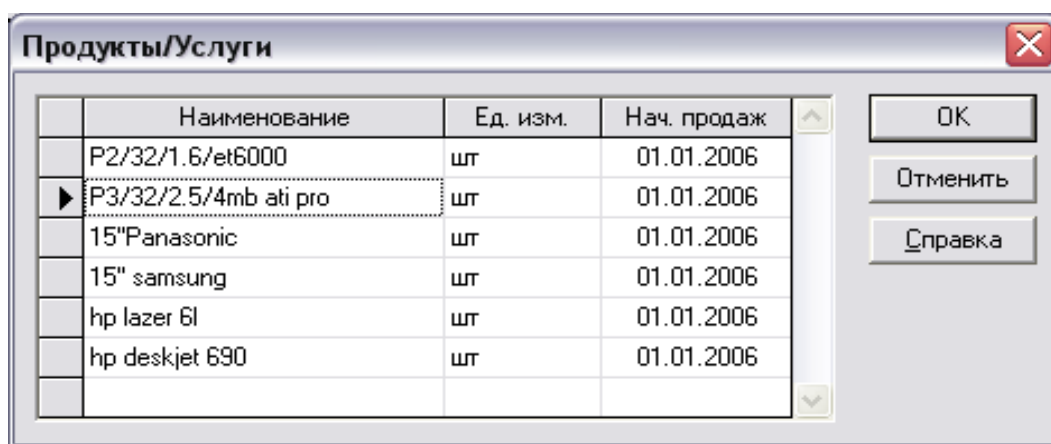 Продукты/Услуги
Наименование Ед. изм. Нач. продаж
P2/32/1.6/et6000 шт 01.01.2006
P3/32/2.5/4mb ati pro шт 01.01.2006
15"Panasonic шт 01.01.2006
15" samsung шт 01.01.2006
hp lazer 6l шт 01.01.2006
hp deskjet 690 шт 01.01.2006
OK
Отменить
Справка